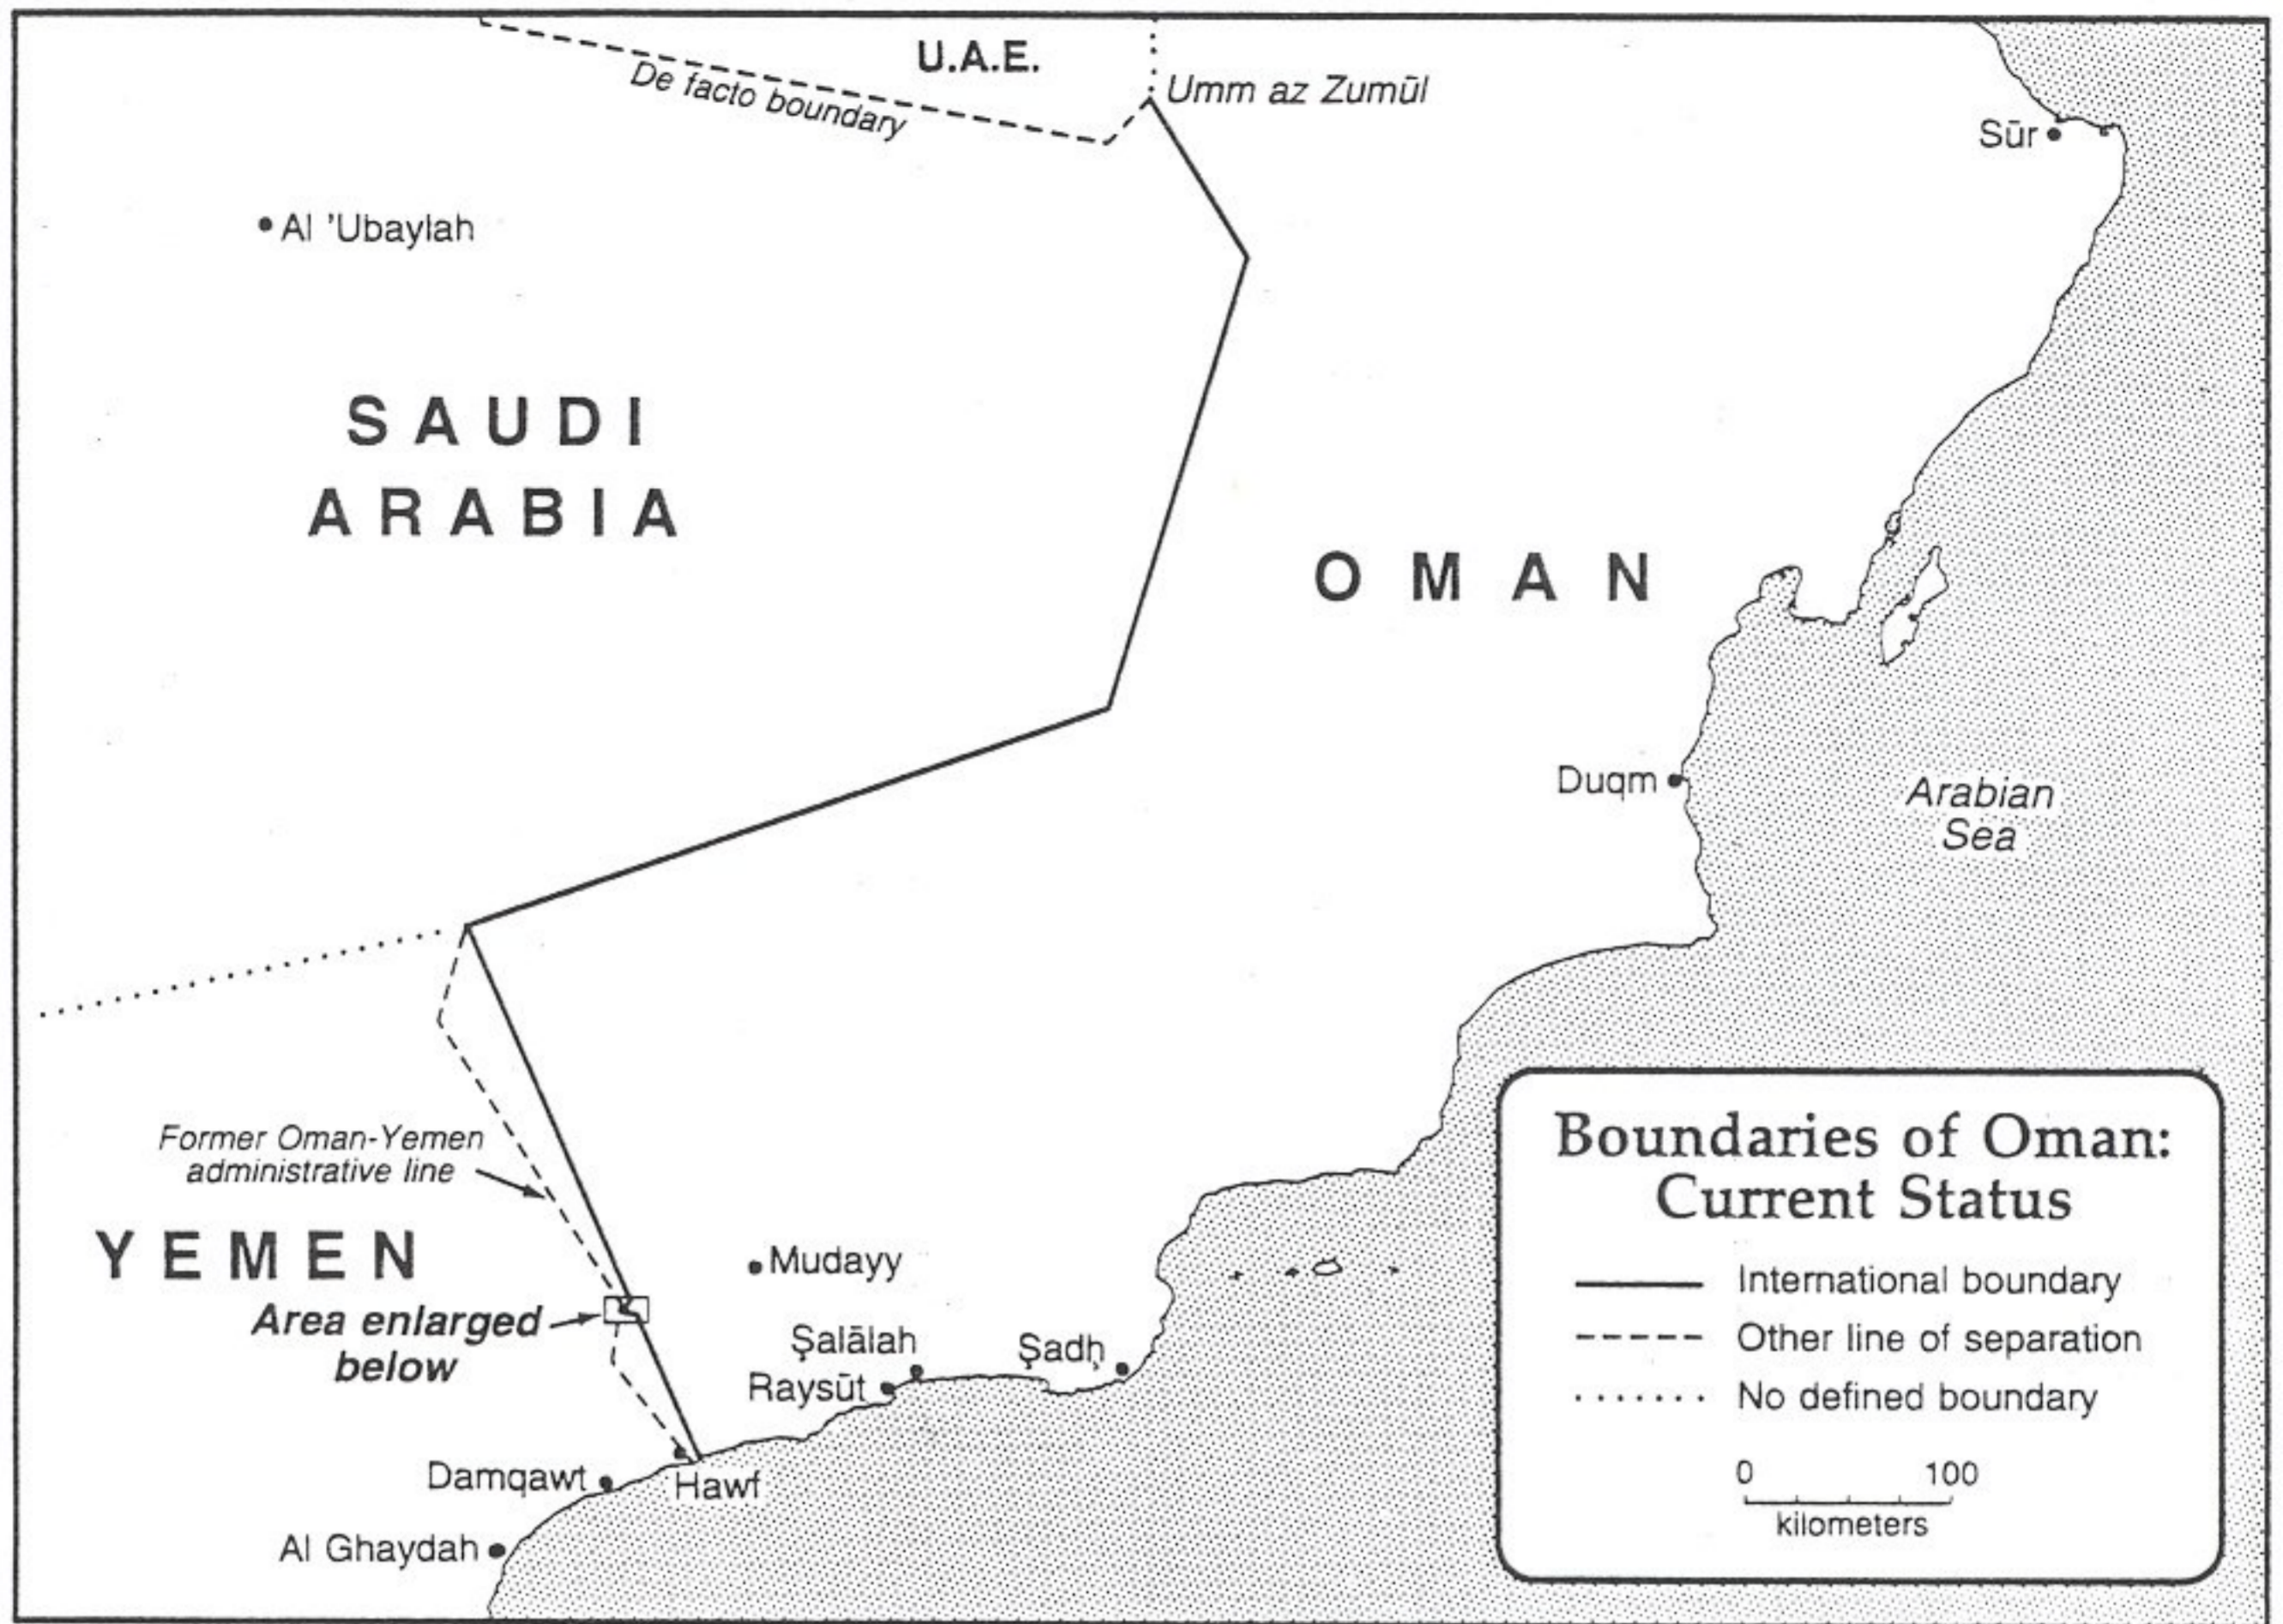 U.A.E.
De facto boundary
Umm az Zumūl
Sūr
Al 'Ubaylah
SAUDI
ARABIA
OMAN
Duqm
Arabian
Sea
Former Oman-Yemen
administrative line
YEMEN
Mudayy
Area enlarged
below
Şalālah
Şadḩ
Raysūt
Damqawt
Hawf
Al Ghaydah
Boundaries of Oman:
Current Status
International boundary
Other line of separation
No defined boundary
0 100
kilometers